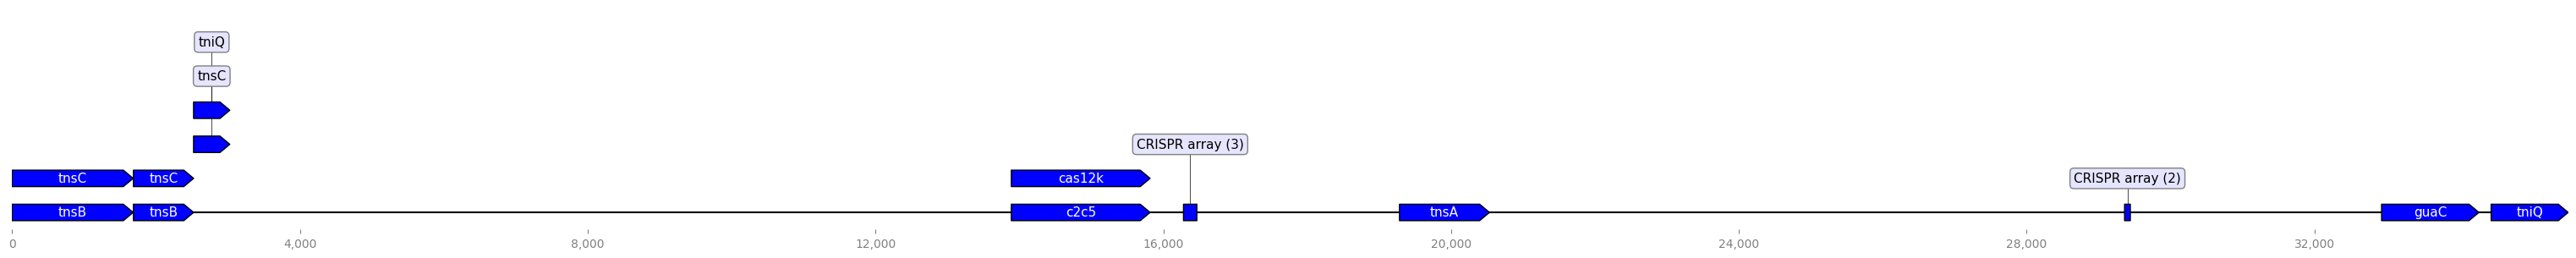 tniQ
tnsC
CRISPR array (3)
tnsC tnsC cas12k CRISPR array (2)
tnsB tnsB c2c5 tnsA guaC tniQ
0 4,000 8,000 12,000 16,000 20,000 24,000 28,000 32,000